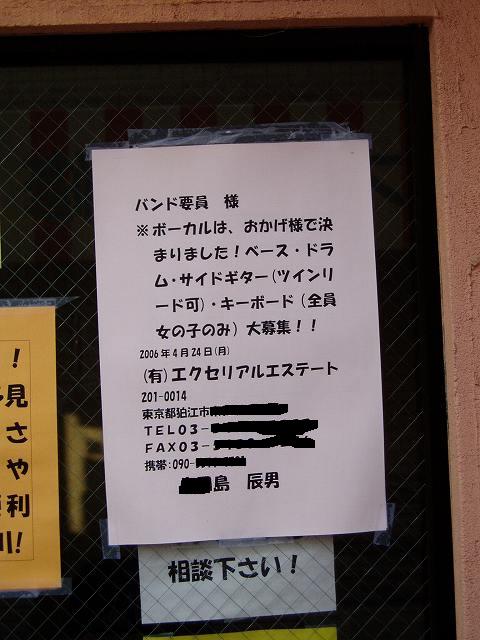 バンド要員　様
※ボーカルは、おかげ様で決
まりました！ベース・ドラ
ム・サイドギター（ツインリ
ード可）・キーボード（全員
女の子のみ）大募集！！
2006年4月24日(月)
(有)エクセリアルエステート
201-0014
東京都狛江市
TEL03-
FAX03-
携帯:090-
島　辰男
相談下さい！
！
見
さ
や
利
!